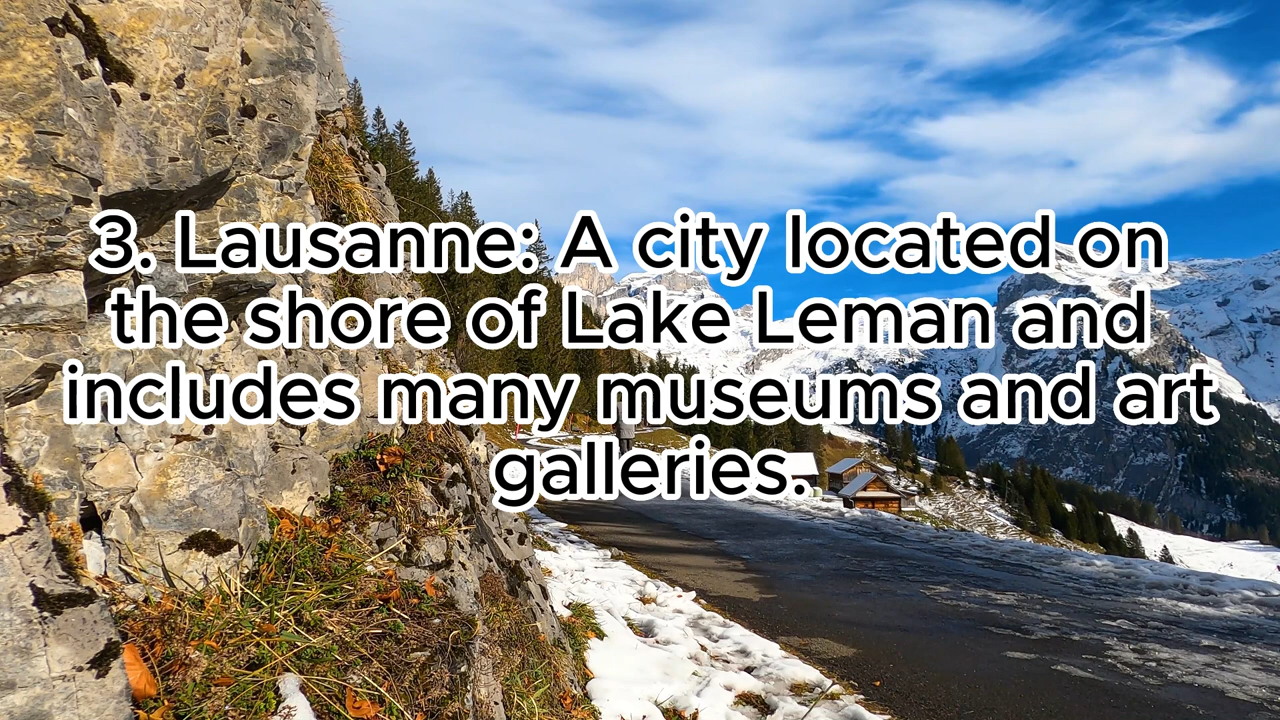 3. Lausanne: A city located on
the shore of Lake Leman and
includes many museums and art
galleries.